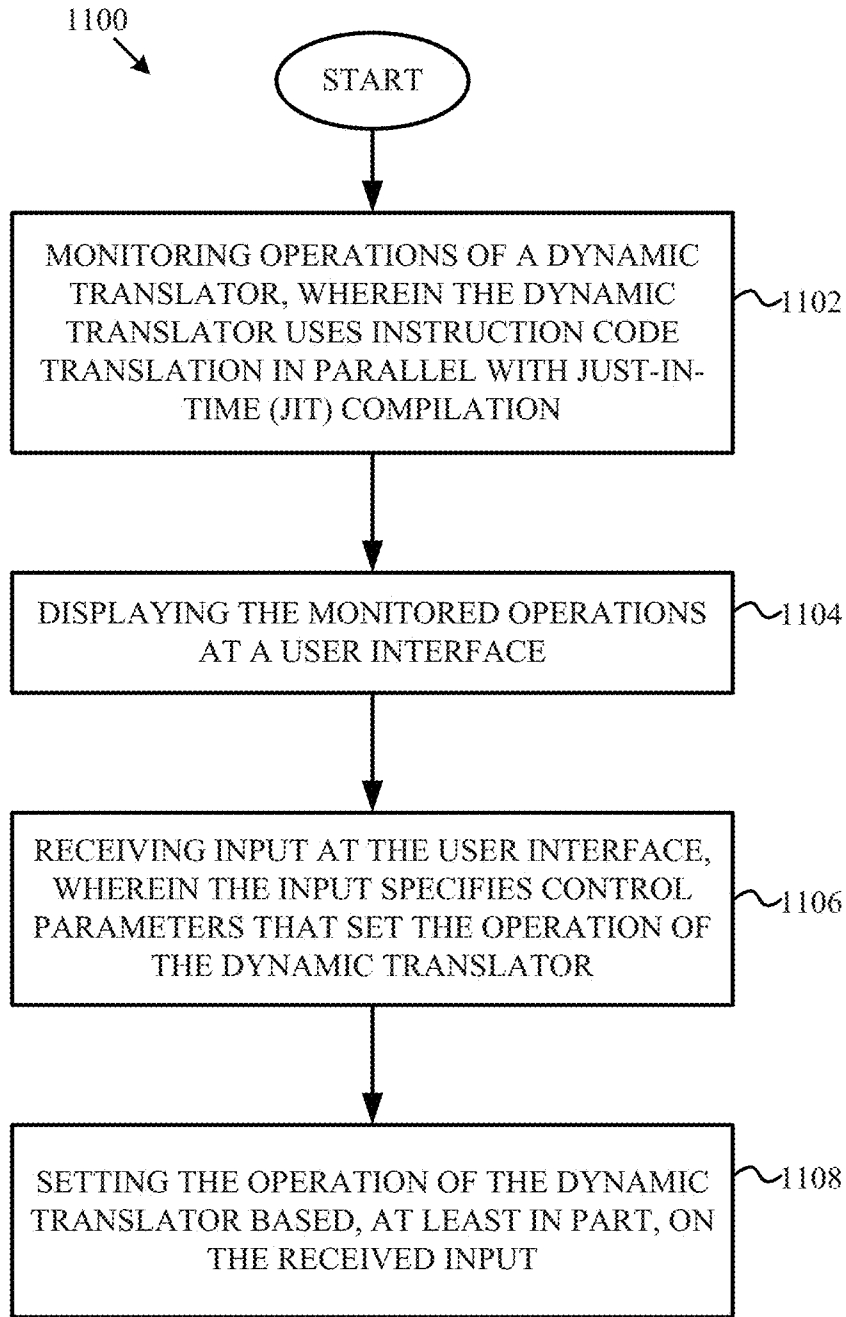 1100
START
MONITORING OPERATIONS OF A DYNAMIC
TRANSLATOR, WHEREIN THE DYNAMIC
TRANSLATOR USES INSTRUCTION CODE
TRANSLATION IN PARALLEL WITH JUST-IN-
TIME (JIT) COMPILATION
1102
DISPLAYING THE MONITORED OPERATIONS
AT A USER INTERFACE
1104
RECEIVING INPUT AT THE USER INTERFACE,
WHEREIN THE INPUT SPECIFIES CONTROL
PARAMETERS THAT SET THE OPERATION OF
THE DYNAMIC TRANSLATOR
1106
SETTING THE OPERATION OF THE DYNAMIC
TRANSLATOR BASED, AT LEAST IN PART, ON
THE RECEIVED INPUT
1108